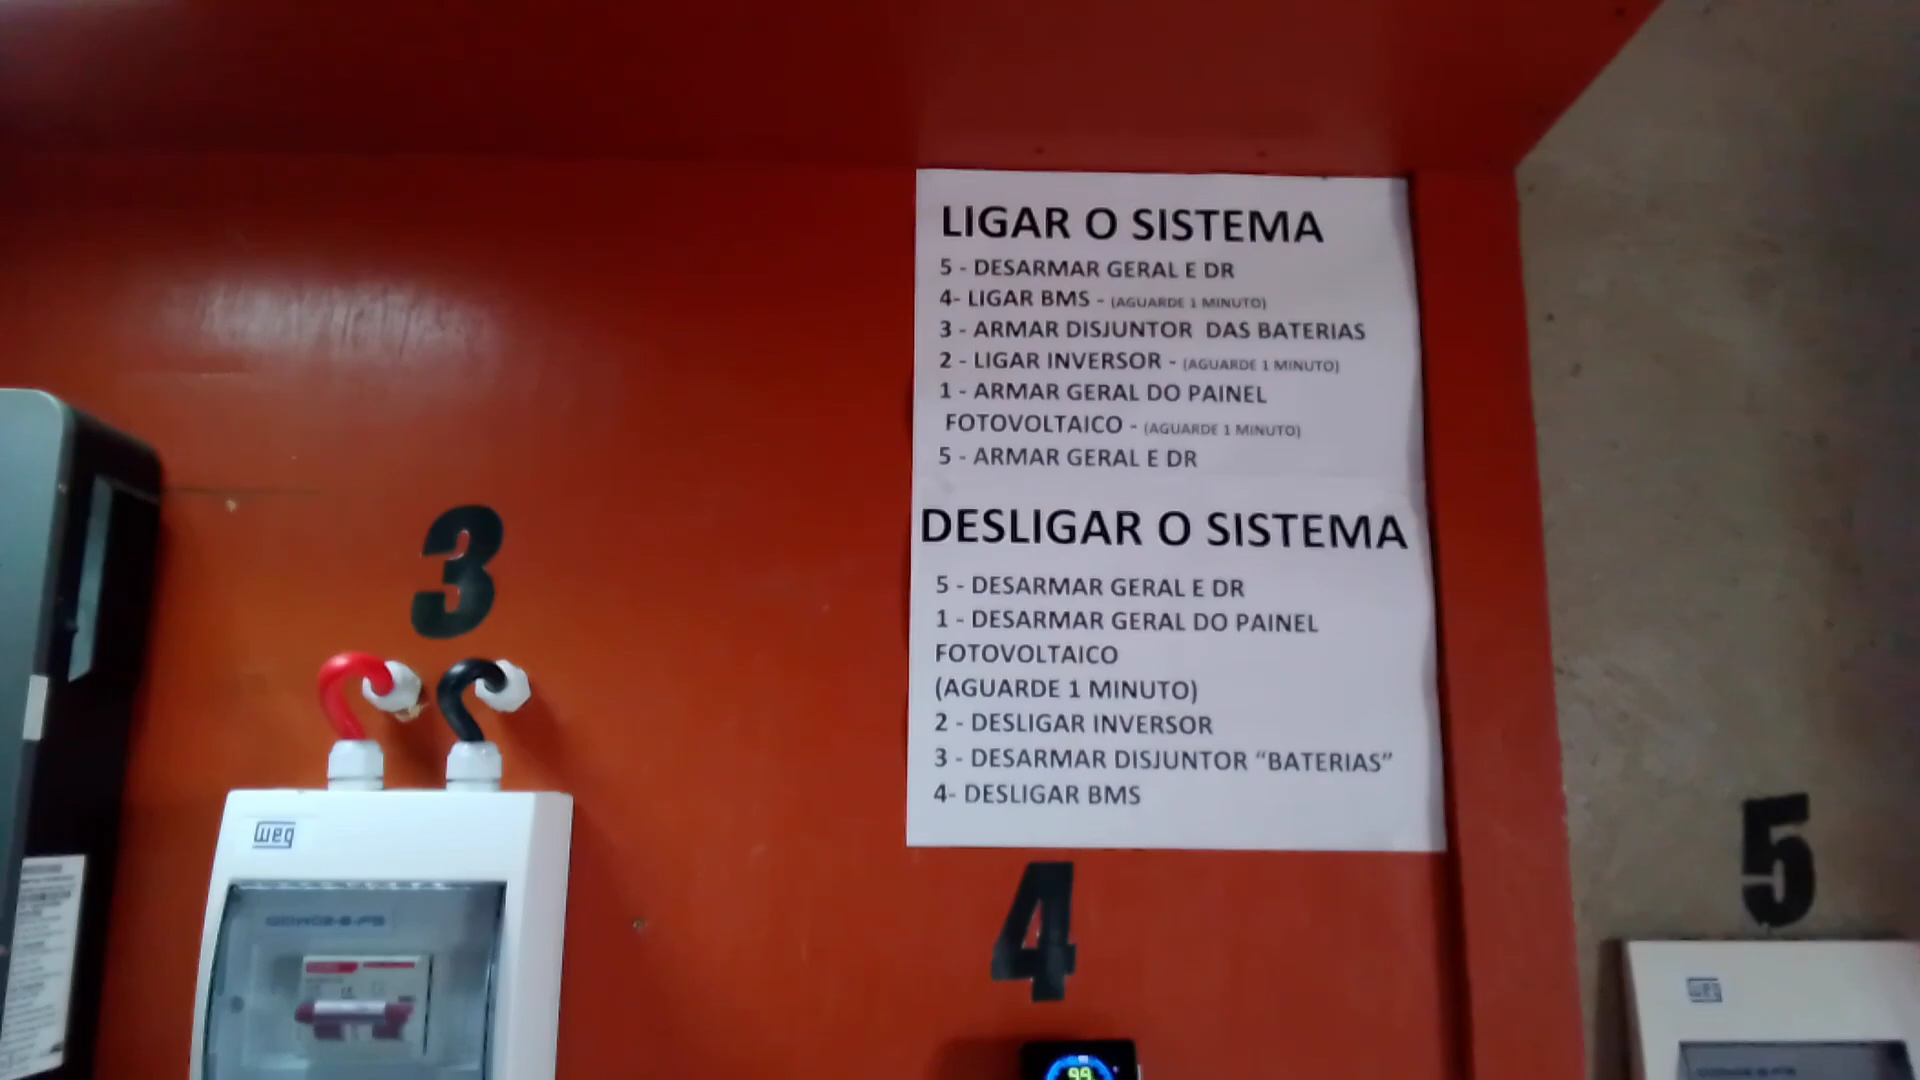 LIGAR O SISTEMA
5 - DESARMAR GERAL E DR
4- LIGAR BMS - (AGUARDE 1 MINUTO)
3 - ARMAR DISJUNTOR DAS BATERIAS
2 - LIGAR INVERSOR - (AGUARDE 1 MINUTO)
1 - ARMAR GERAL DO PAINEL
FOTOVOLTAICO - (AGUARDE 1 MINUTO)
5 - ARMAR GERAL E DR
DESLIGAR O SISTEMA
5 - DESARMAR GERAL E DR
1 - DESARMAR GERAL DO PAINEL
FOTOVOLTAICO
(AGUARDE 1 MINUTO)
2 - DESLIGAR INVERSOR
3 - DESARMAR DISJUNTOR “BATERIAS”
4- DESLIGAR BMS
3
weg
4
99
5
weg